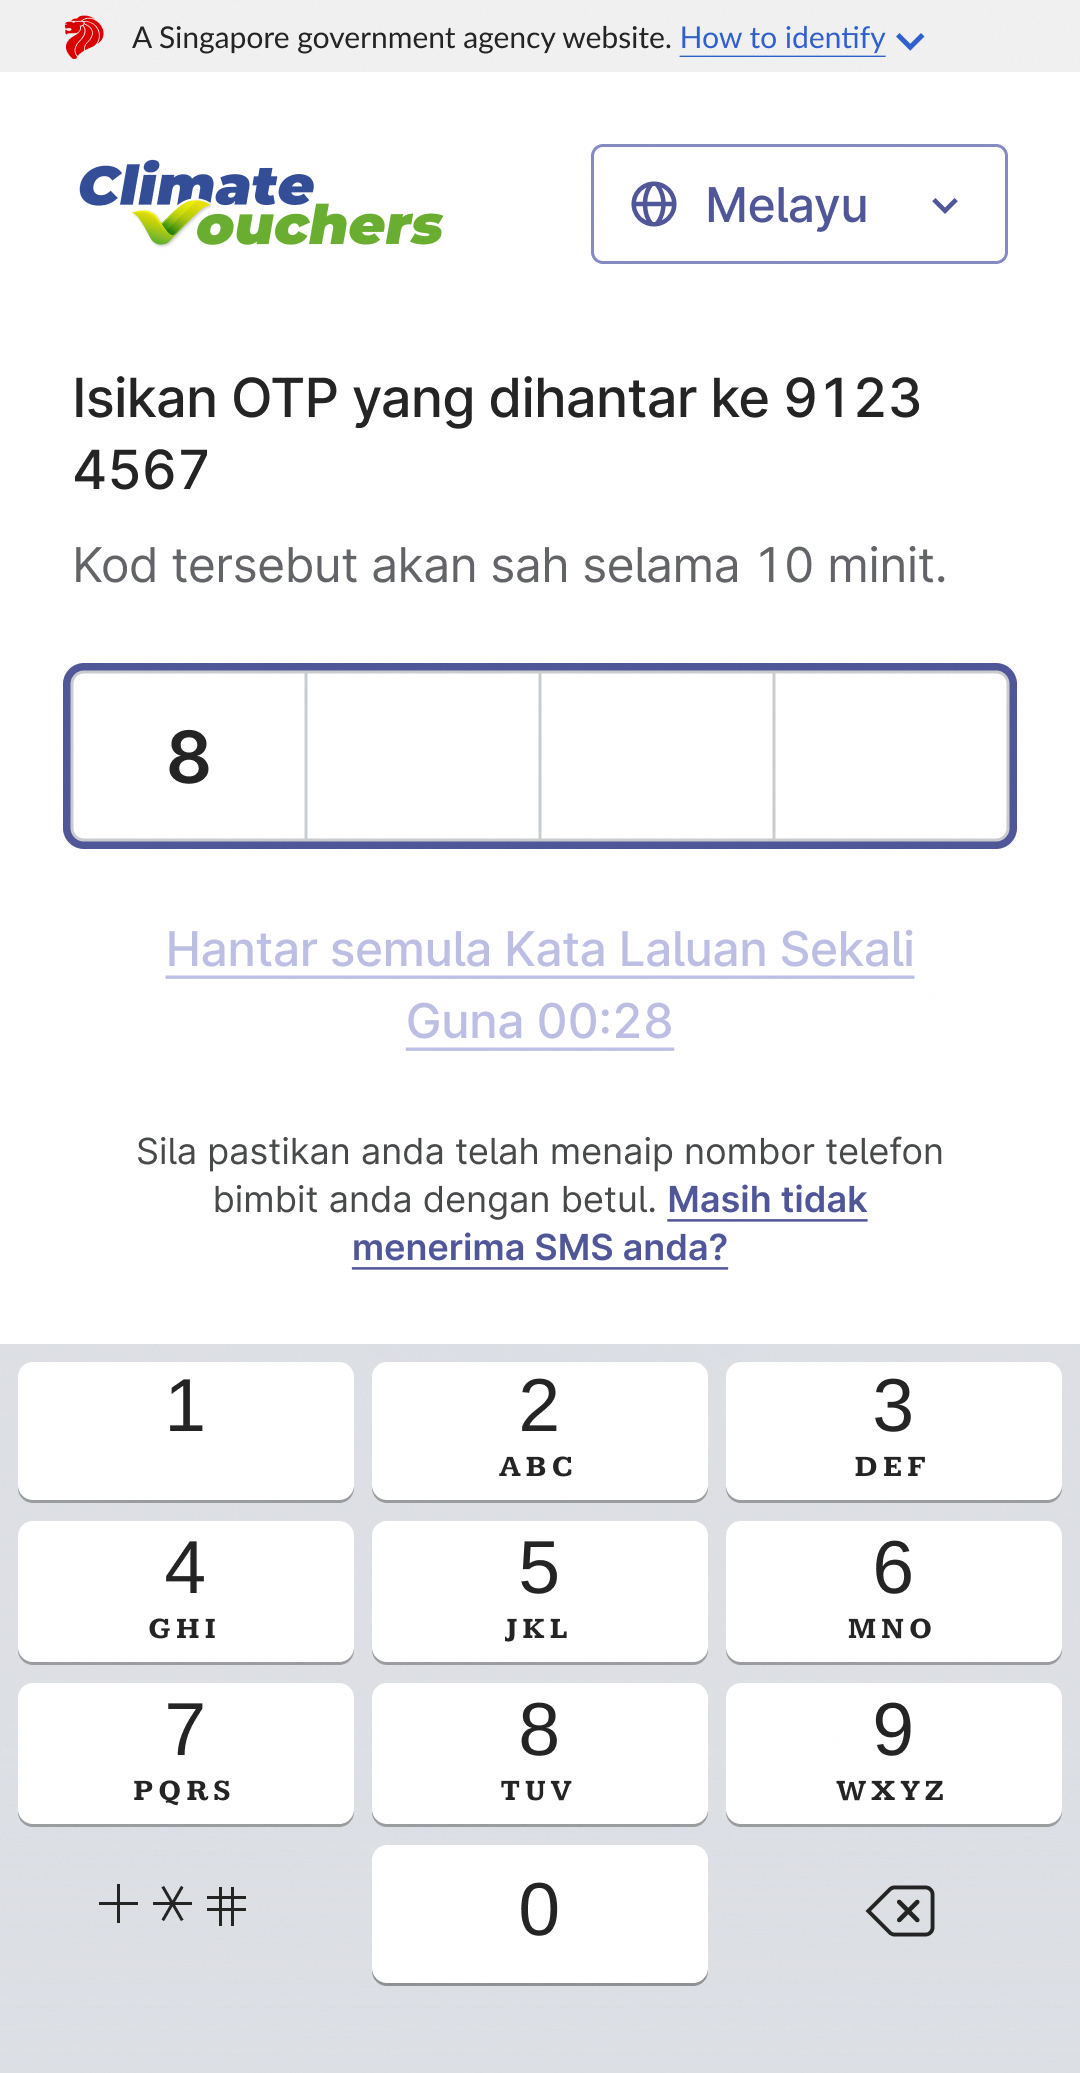 A Singapore government agency website. How to identify
Climate
Vouchers
Melayu
Isikan OTP yang dihantar ke 9123
4567
Kod tersebut akan sah selama 10 minit.
8
Hantar semula Kata Laluan Sekali
Guna 00:28
Sila pastikan anda telah menaip nombor telefon
bimbit anda dengan betul. Masih tidak
menerima SMS anda?
1 2 3
ABC DEF
4 5 6
GHI JKL MNO
7 8 9
PQRS TUV WXYZ
+*# 0